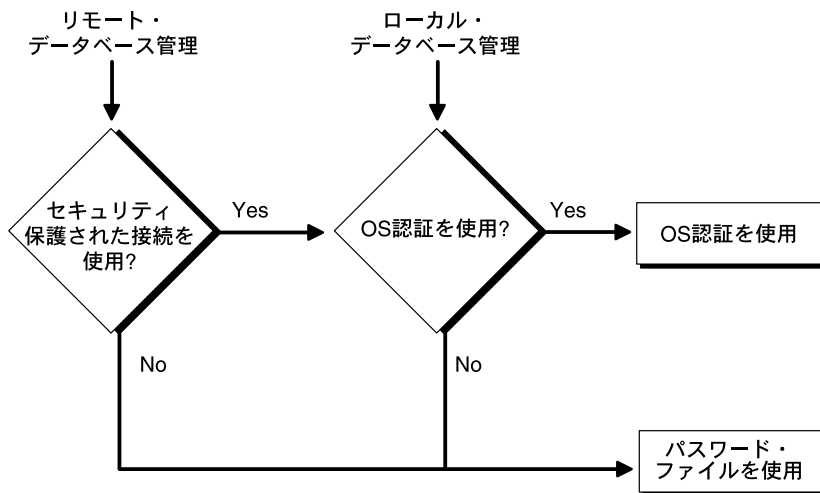 リモート・
データベース管理
ローカル・
データベース管理
セキュリティ
保護された接続を
使用?
Yes
OS認証を使用?
Yes
OS認証を使用
No
No
パスワード・
ファイルを使用